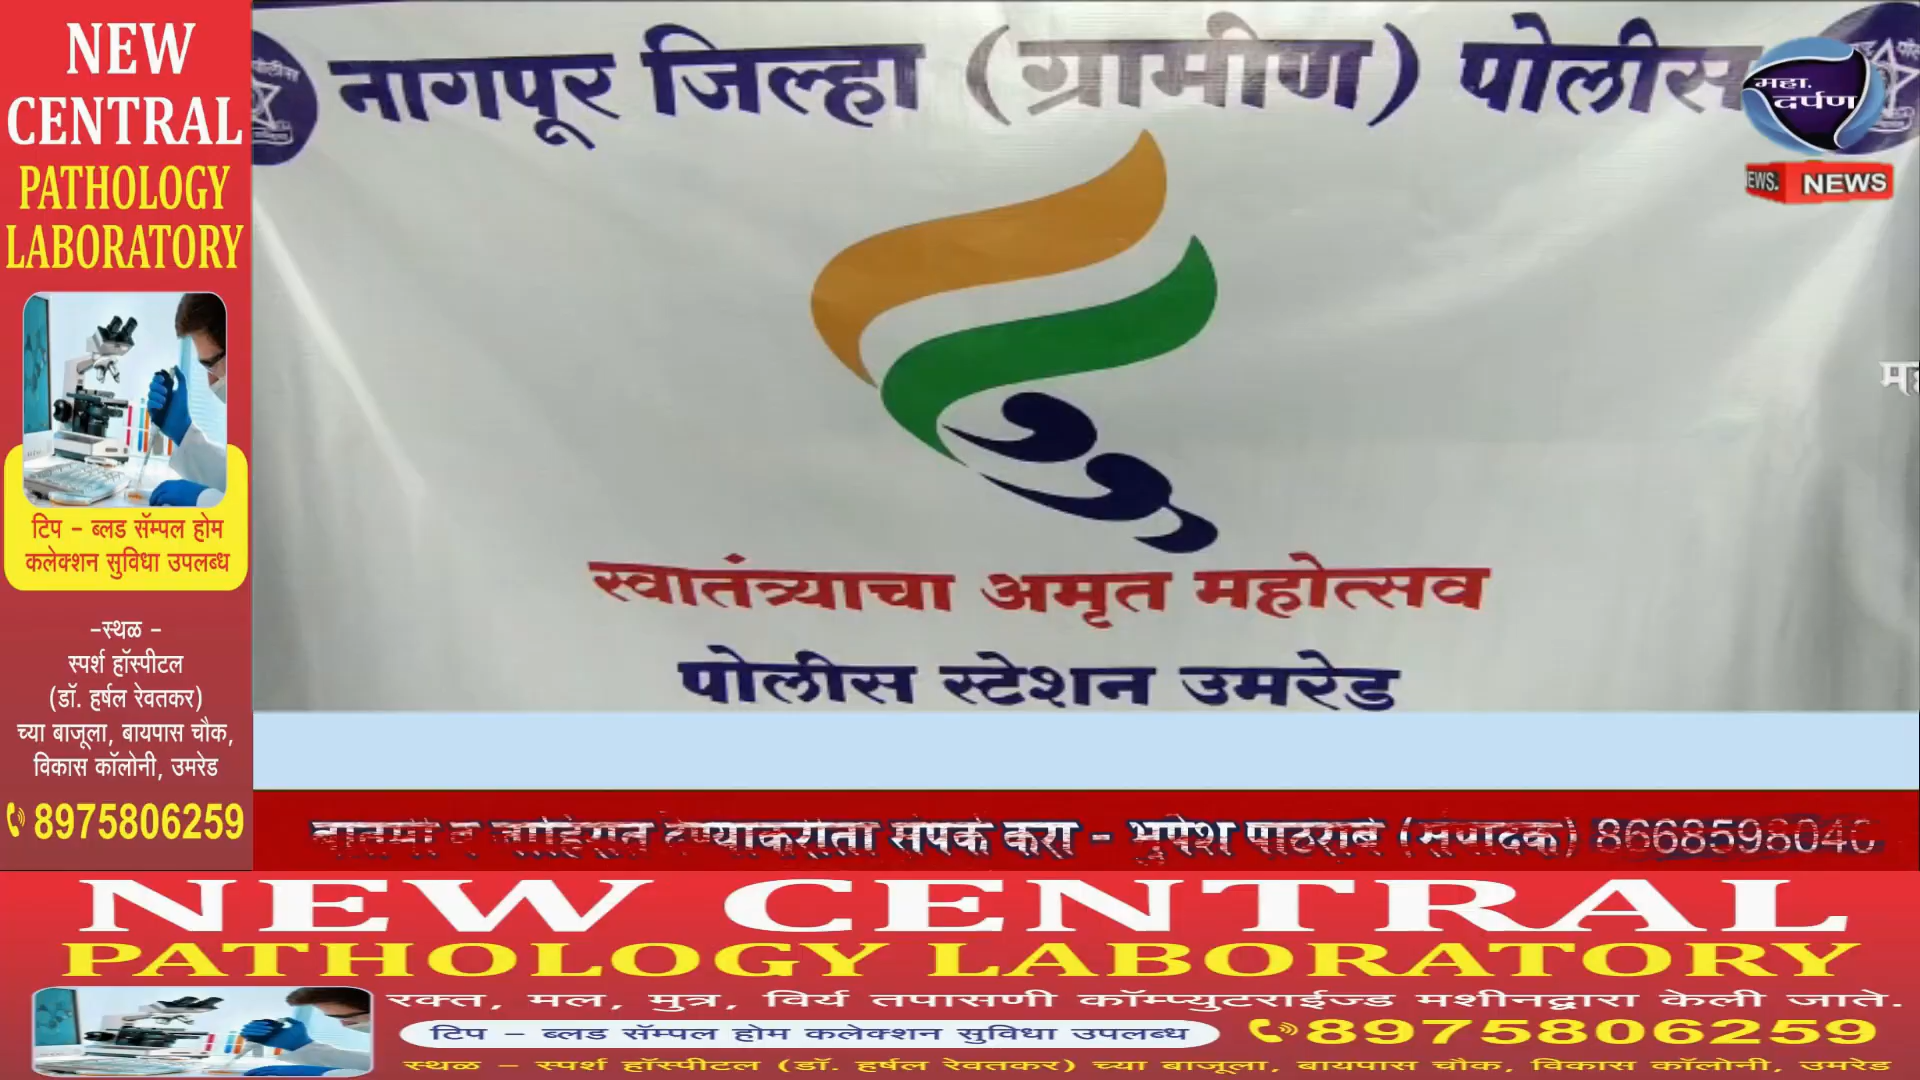 NEW
CENTRAL
PATHOLOGY
LABORATORY
टिप - ब्लड सॅम्पल होम
कलेक्शन सुविधा उपलब्ध
-स्थळ -
स्पर्श हॉस्पीटल
(डॉ. हर्षल रेवतकर)
च्या बाजूला, बायपास चौक,
विकास कॉलोनी, उमरेड
8975806259
नागपूर जिल्हा (ग्रामीण) पोलीस
महा.
दर्पण
NEWS
स्वातंत्र्याचा अमृत महोत्सव
पोलीस स्टेशन उमरेड
बातमी व जाहिरात देण्याकरीता संपर्क करा - भुपेश पाठराबे (संपादक) 8668598040
NEW CENTRAL
PATHOLOGY LABORATORY
रक्त, मल, मुत्र, विर्य तपासणी कॉम्प्युटराईज्ड मशीनद्वारा केली जाते.
टिप - ब्लड सॅम्पल होम कलेक्शन सुविधा उपलब्ध 8975806259
स्थळ - स्पर्श हॉस्पीटल (डॉ. हर्षल रेवतकर) च्या बाजूला, बायपास चौक, विकास कॉलोनी, उमरेड